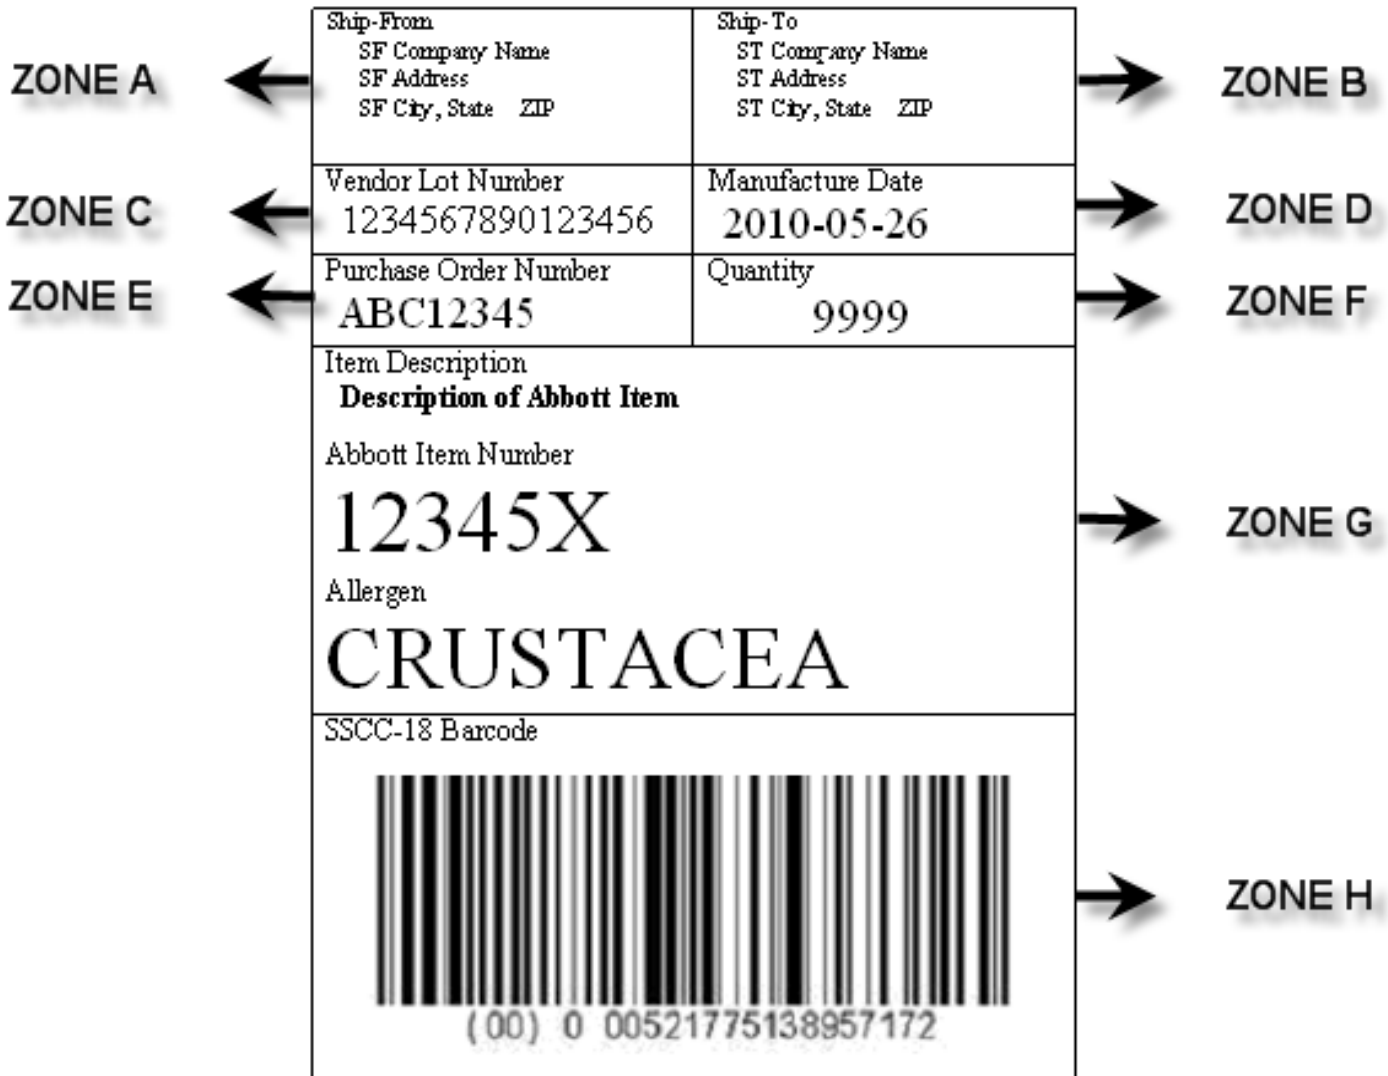 Ship-From
SF Company Name
SF Address
SF City, State ZIP
Ship-To
ST Company Name
ST Address
ST City, State ZIP
ZONE A
ZONE B
Vendor Lot Number
1234567890123456
Manufacture Date
2010-05-26
ZONE C
ZONE D
Purchase Order Number
ABC12345
Quantity
9999
ZONE E
ZONE F
Item Description
Description of Abbott Item
Abbott Item Number
12345X
Allergen
CRUSTACEA
ZONE G
SSCC-18 Barcode
(00) 0 00521775138957172
ZONE H